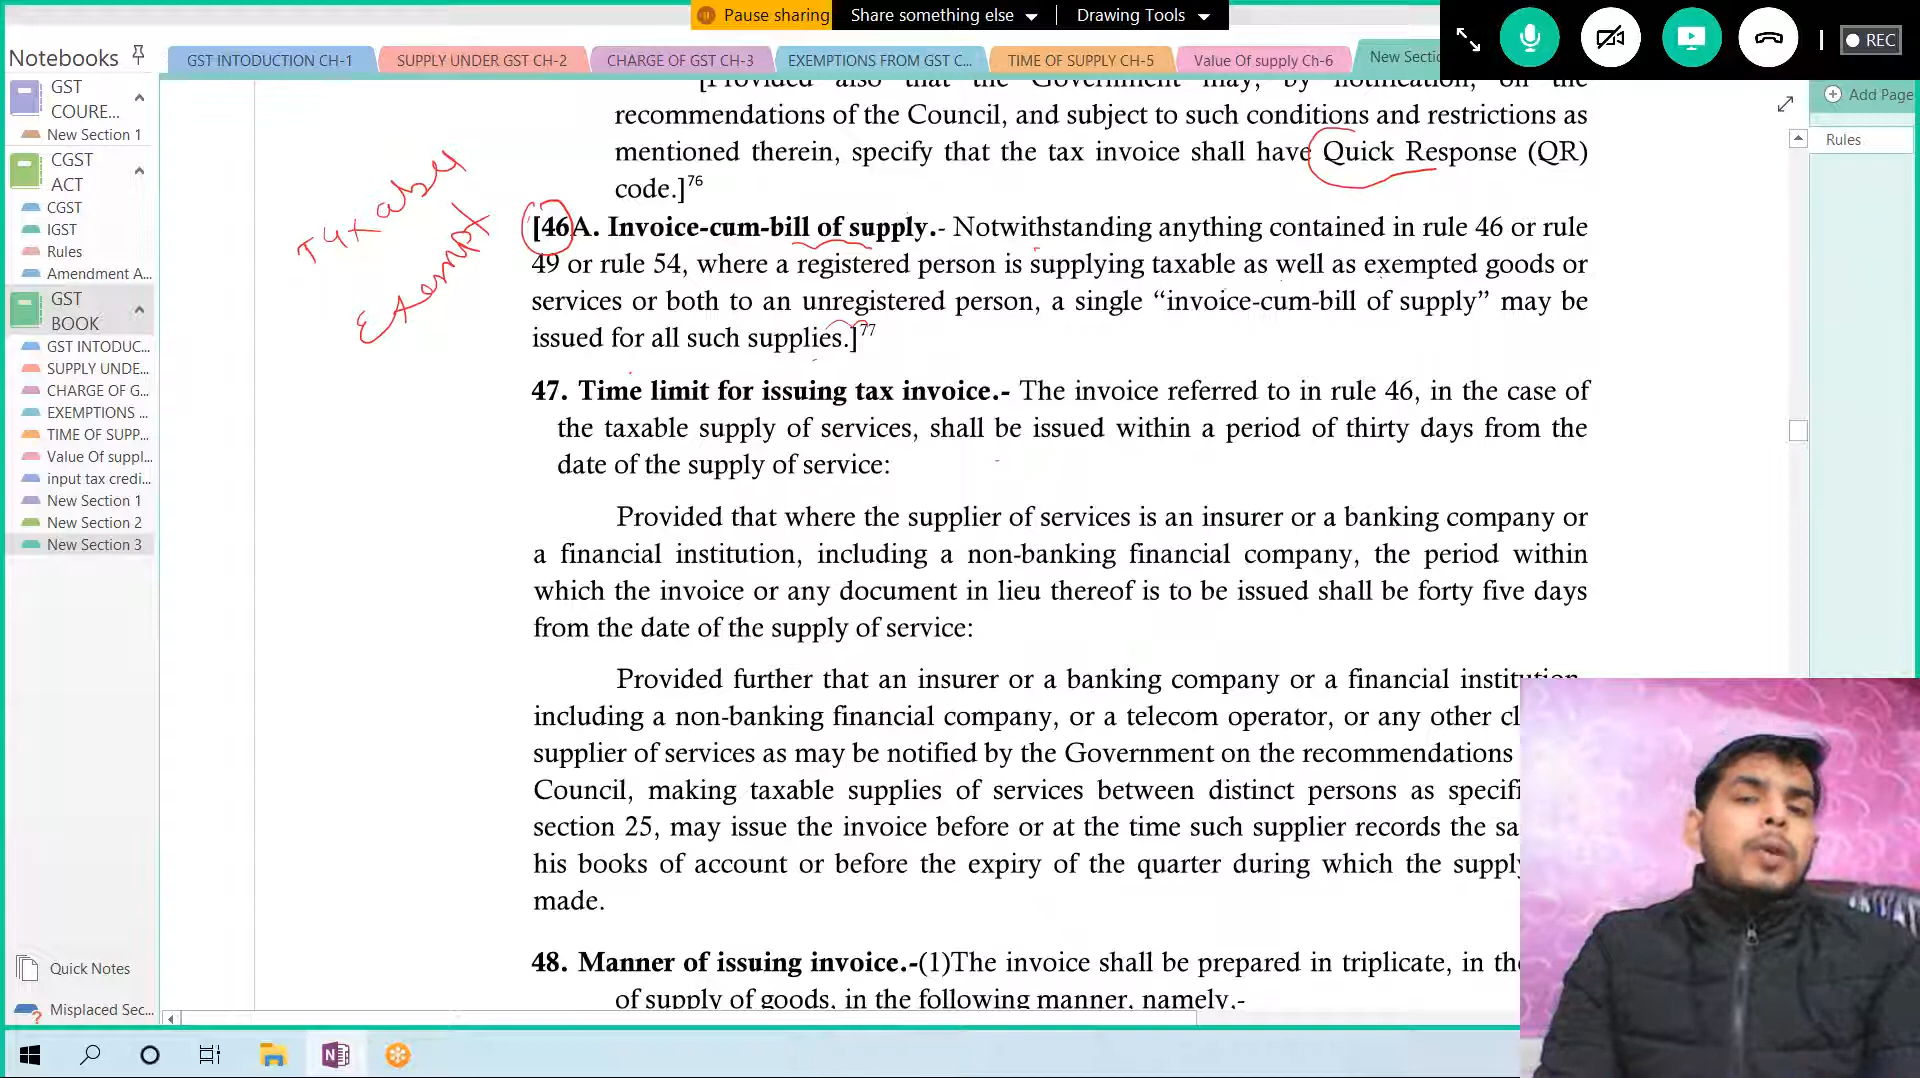 Pause sharing
Share something else
Drawing Tools
REC
Notebooks
GST INTODUCTION CH-1
SUPPLY UNDER GST CH-2
CHARGE OF GST CH-3
EXEMPTIONS FROM GST C...
TIME OF SUPPLY CH-5
Value Of supply Ch-6
New Sectio
Add Page
Rules
GST
COURE...
New Section 1
CGST
ACT
CGST
IGST
Rules
Amendment A...
GST
BOOK
GST INTODUC...
SUPPLY UNDE...
CHARGE OF G...
EXEMPTIONS ...
TIME OF SUPP...
Value Of suppl...
input tax credi...
New Section 1
New Section 2
New Section 3
Quick Notes
Misplaced Sec...
Taxable
Exempt
[Provided also that the Government may, by notification, on the
recommendations of the Council, and subject to such conditions and restrictions as
mentioned therein, specify that the tax invoice shall have Quick Response (QR)
code.]76
[46A. Invoice-cum-bill of supply.- Notwithstanding anything contained in rule 46 or rule
49 or rule 54, where a registered person is supplying taxable as well as exempted goods or
services or both to an unregistered person, a single “invoice-cum-bill of supply” may be
issued for all such supplies.]77
47. Time limit for issuing tax invoice.- The invoice referred to in rule 46, in the case of
the taxable supply of services, shall be issued within a period of thirty days from the
date of the supply of service:
Provided that where the supplier of services is an insurer or a banking company or
a financial institution, including a non-banking financial company, the period within
which the invoice or any document in lieu thereof is to be issued shall be forty five days
from the date of the supply of service:
Provided further that an insurer or a banking company or a financial institution,
including a non-banking financial company, or a telecom operator, or any other cl
supplier of services as may be notified by the Government on the recommendations
Council, making taxable supplies of services between distinct persons as specifi
section 25, may issue the invoice before or at the time such supplier records the sa
his books of account or before the expiry of the quarter during which the supply
made.
48. Manner of issuing invoice.-(1)The invoice shall be prepared in triplicate, in the
of supply of goods, in the following manner, namely,-